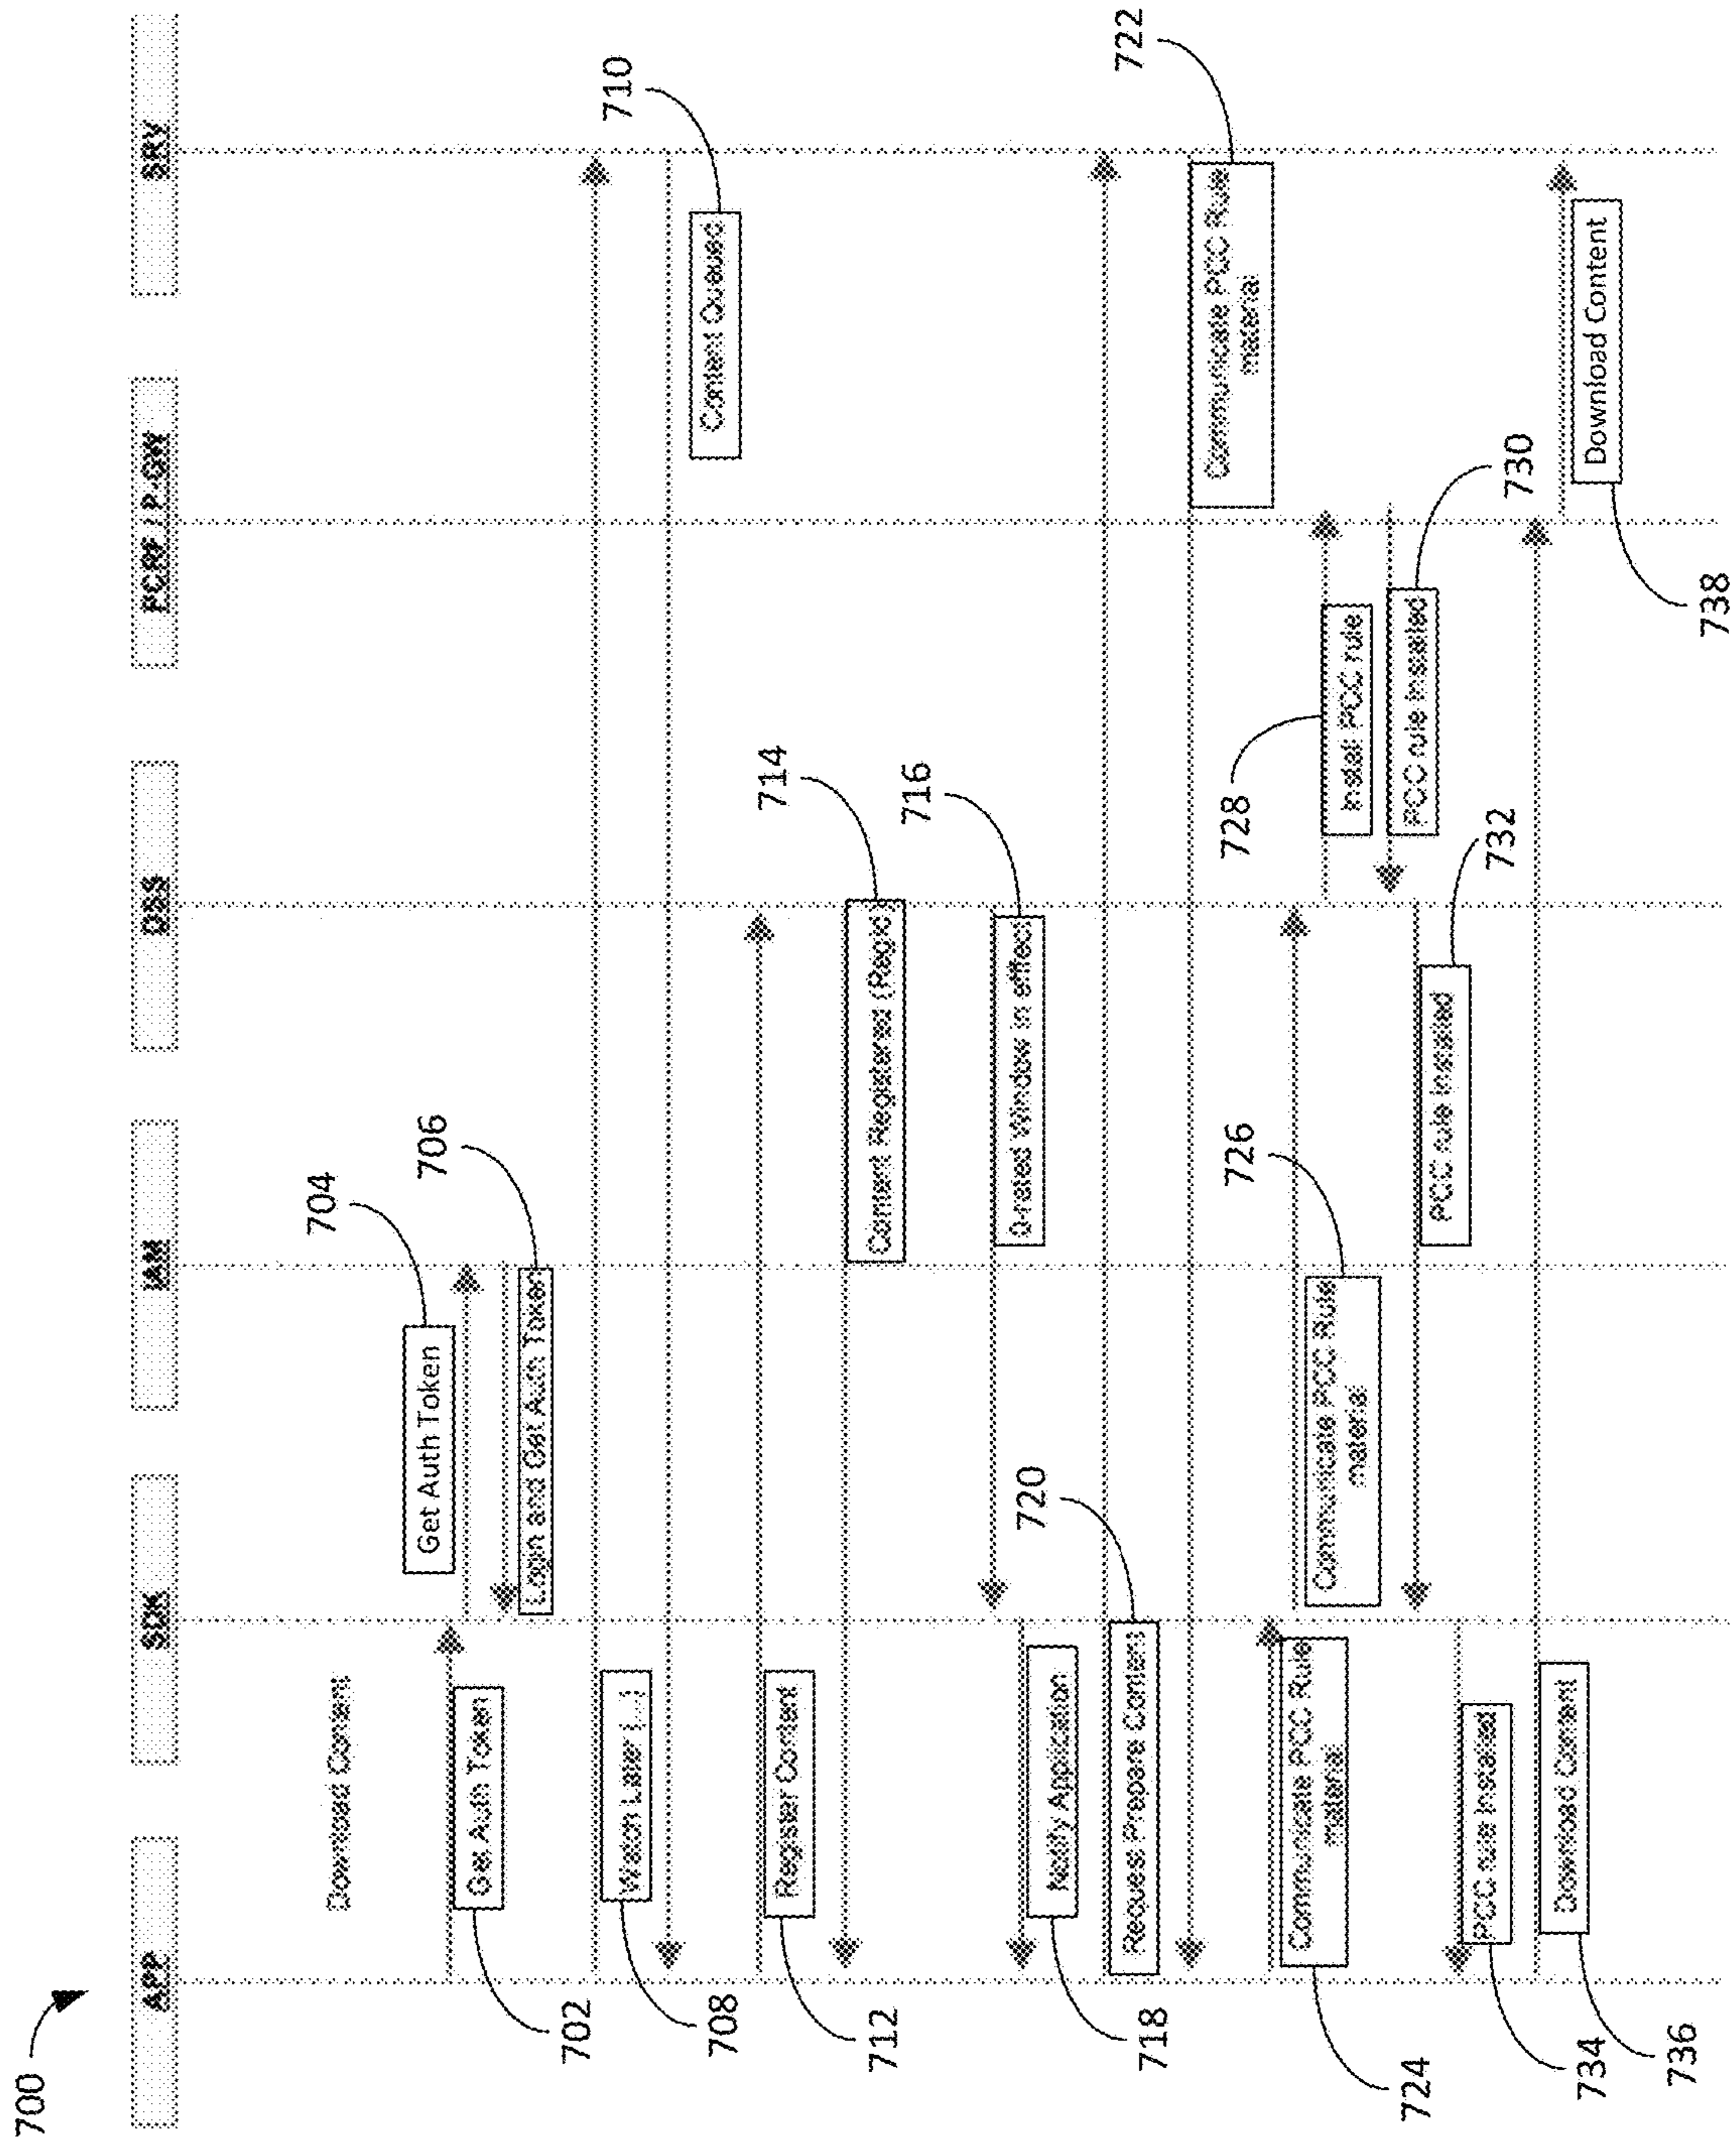 700
APP
SDK
IAM
DSS
PCRF / P-GW
SRV
Download Content
Get Auth Token
702
Get Auth Token
704
Login and Get Auth Token
706
Watch Later (...)
708
Content Queued
710
Register Content
712
Content Registered (Regid)
714
0-rated Window in effect
716
Notify Application
718
Request Prepare Content
720
Communicate PCC Rule
material
722
Communicate PCC Rule
material
724
Communicate PCC Rule
material
726
Install PCC rule
728
PCC rule installed
730
PCC rule installed
732
PCC rule installed
734
Download Content
736
Download Content
738